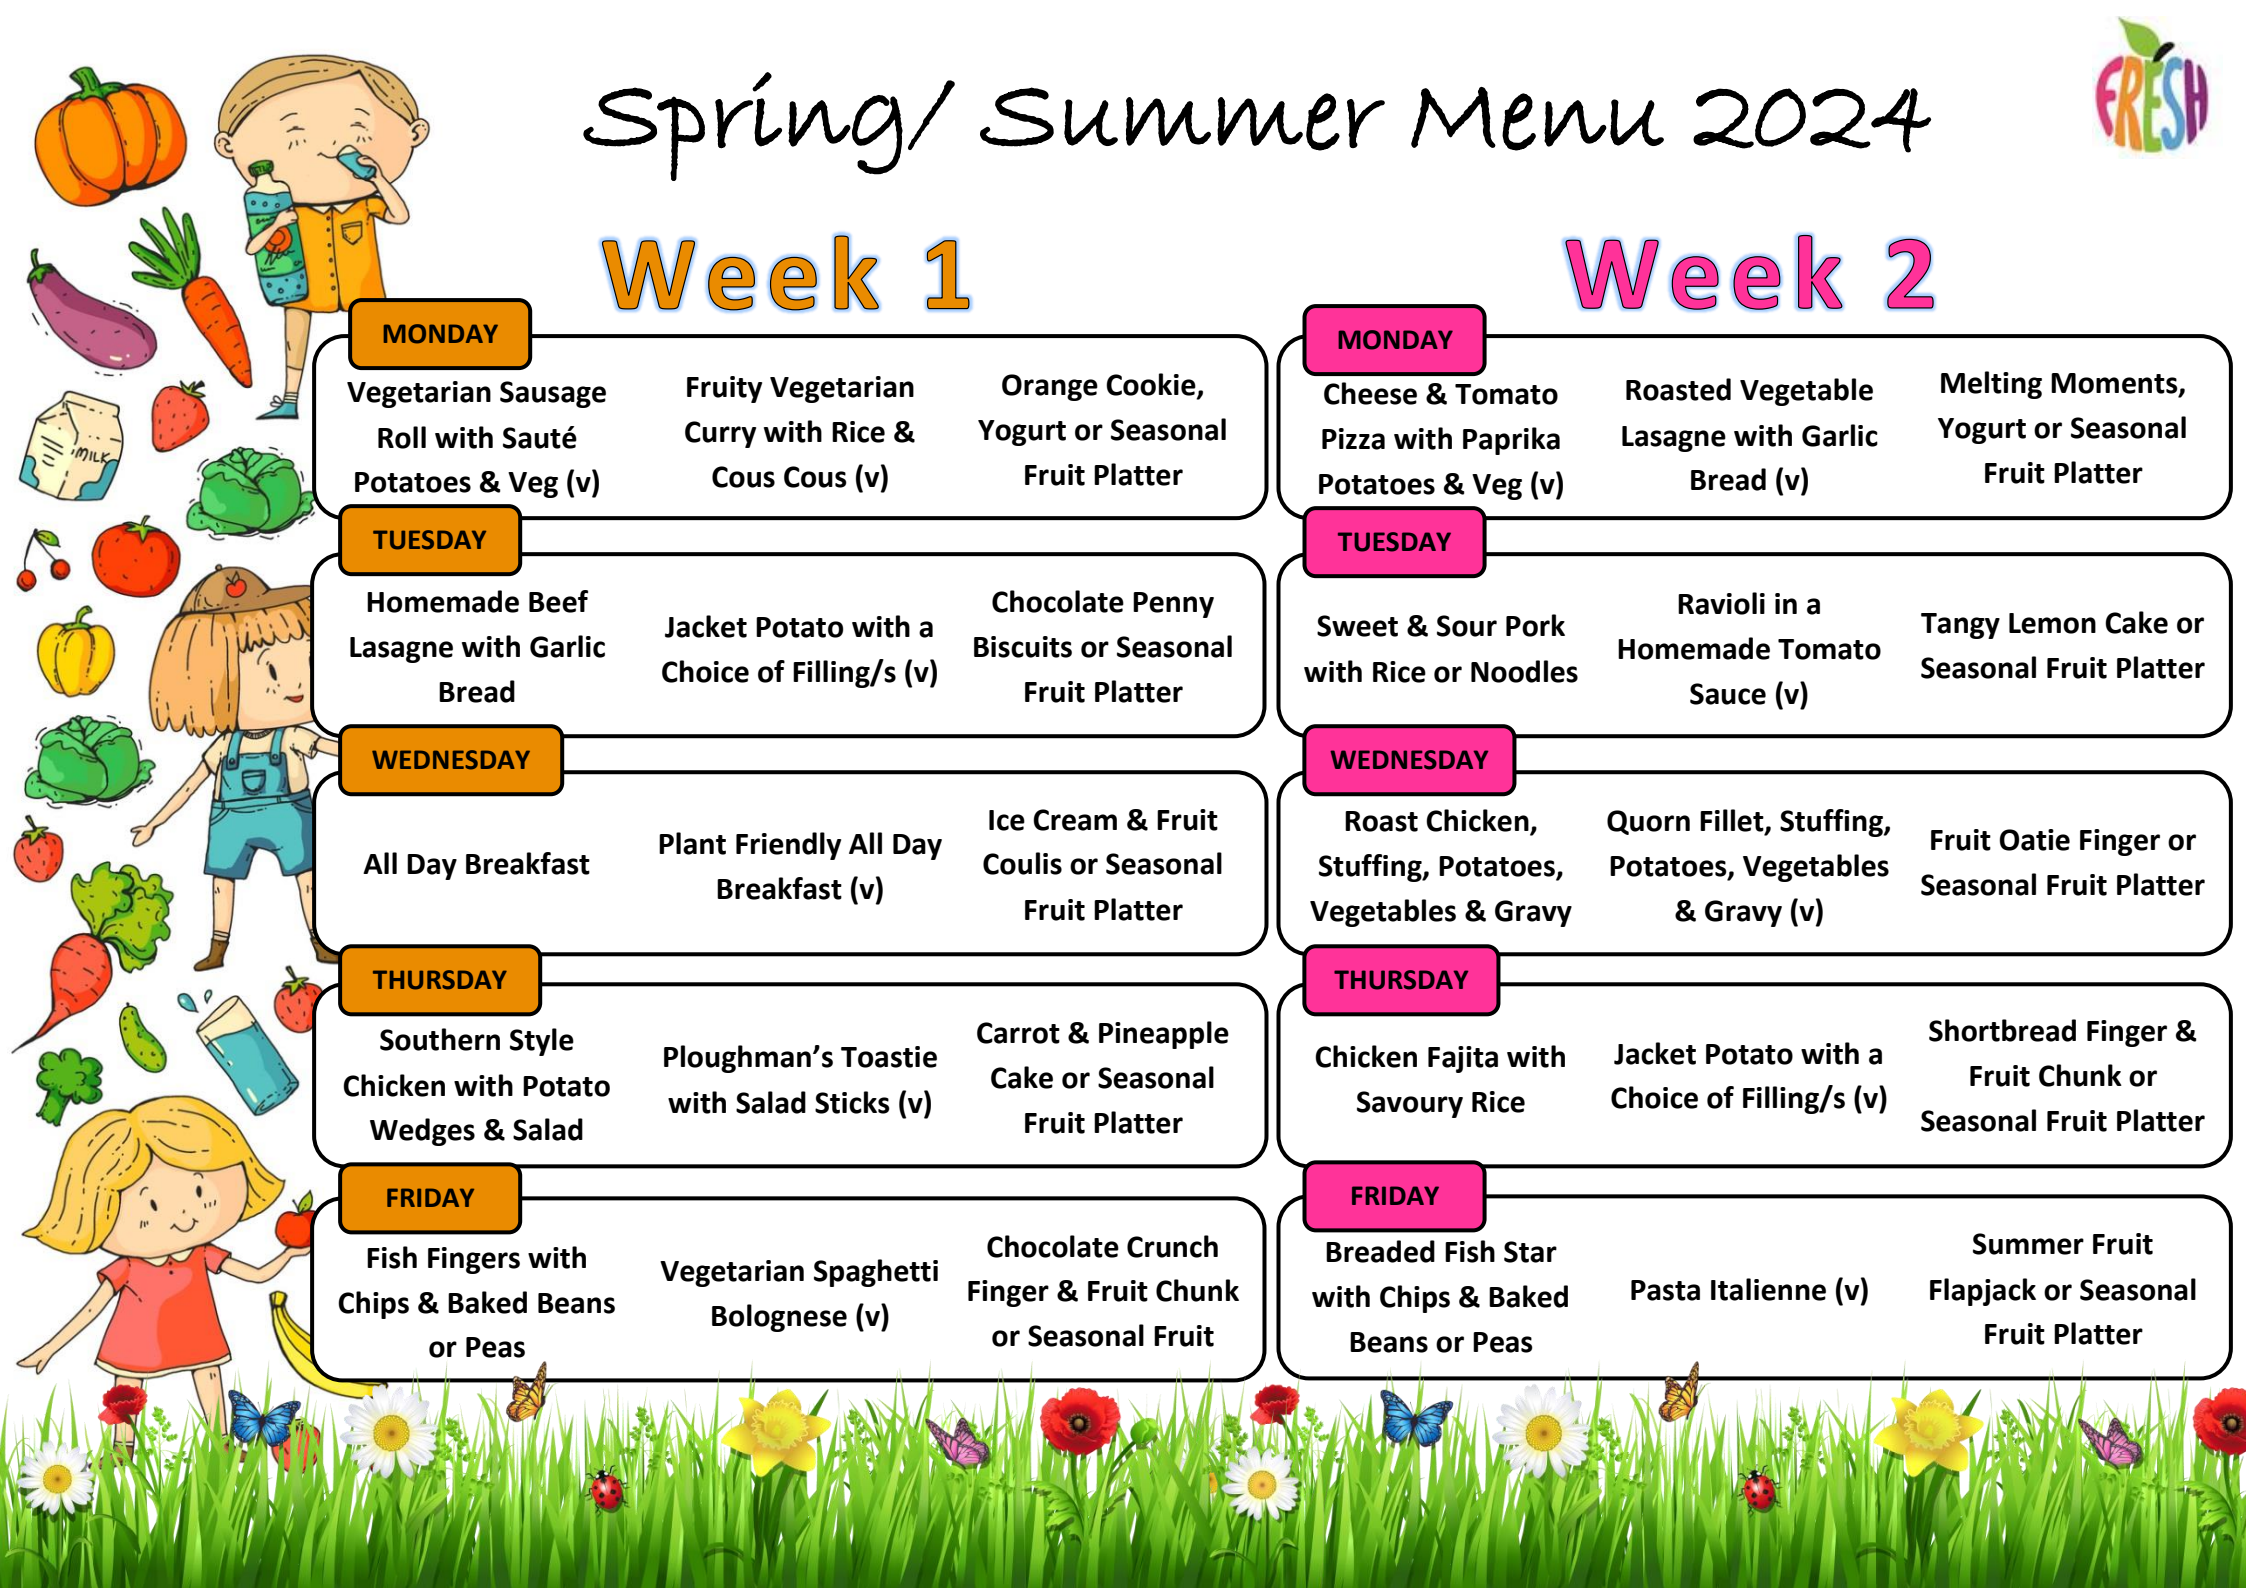 FRESH
Spring/ Summer Menu 2024
Week 1
MONDAY
Vegetarian Sausage
Roll with Sauté
Potatoes & Veg (v)
Fruity Vegetarian
Curry with Rice &
Cous Cous (v)
Orange Cookie,
Yogurt or Seasonal
Fruit Platter
TUESDAY
Homemade Beef
Lasagne with Garlic
Bread
Jacket Potato with a
Choice of Filling/s (v)
Chocolate Penny
Biscuits or Seasonal
Fruit Platter
WEDNESDAY
All Day Breakfast
Plant Friendly All Day
Breakfast (v)
Ice Cream & Fruit
Coulis or Seasonal
Fruit Platter
THURSDAY
Southern Style
Chicken with Potato
Wedges & Salad
Ploughman’s Toastie
with Salad Sticks (v)
Carrot & Pineapple
Cake or Seasonal
Fruit Platter
FRIDAY
Fish Fingers with
Chips & Baked Beans
or Peas
Vegetarian Spaghetti
Bolognese (v)
Chocolate Crunch
Finger & Fruit Chunk
or Seasonal Fruit
Week 2
MONDAY
Cheese & Tomato
Pizza with Paprika
Potatoes & Veg (v)
Roasted Vegetable
Lasagne with Garlic
Bread (v)
Melting Moments,
Yogurt or Seasonal
Fruit Platter
TUESDAY
Sweet & Sour Pork
with Rice or Noodles
Ravioli in a
Homemade Tomato
Sauce (v)
Tangy Lemon Cake or
Seasonal Fruit Platter
WEDNESDAY
Roast Chicken,
Stuffing, Potatoes,
Vegetables & Gravy
Quorn Fillet, Stuffing,
Potatoes, Vegetables
& Gravy (v)
Fruit Oatie Finger or
Seasonal Fruit Platter
THURSDAY
Chicken Fajita with
Savoury Rice
Jacket Potato with a
Choice of Filling/s (v)
Shortbread Finger &
Fruit Chunk or
Seasonal Fruit Platter
FRIDAY
Breaded Fish Star
with Chips & Baked
Beans or Peas
Pasta Italienne (v)
Summer Fruit
Flapjack or Seasonal
Fruit Platter
MILK